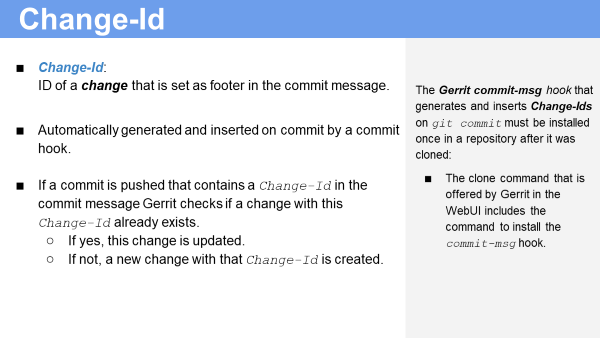 Change-Id
■ Change-Id:
ID of a change that is set as footer in the commit message.
■ Automatically generated and inserted on commit by a commit
hook.
■ If a commit is pushed that contains a Change-Id in the
commit message Gerrit checks if a change with this
Change-Id already exists.
○ If yes, this change is updated.
○ If not, a new change with that Change-Id is created.
The Gerrit commit-msg hook that
generates and inserts Change-Ids
on git commit must be installed
once in a repository after it was
cloned:
■ The clone command that is
offered by Gerrit in the
WebUI includes the
command to install the
commit-msg hook.